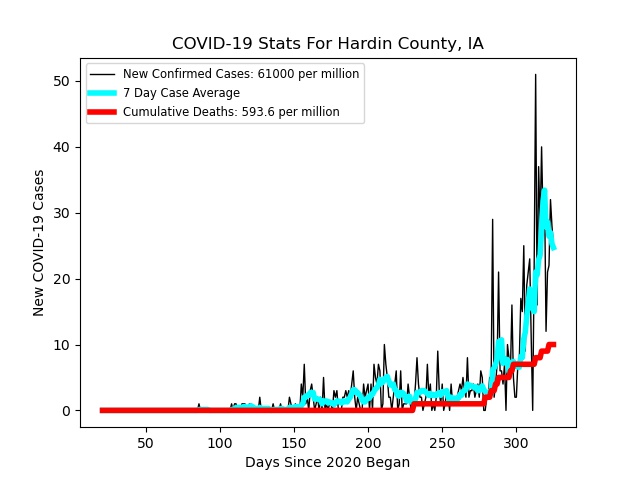 COVID-19 Stats For Hardin County, IA
New Confirmed Cases: 61000 per million
7 Day Case Average
Cumulative Deaths: 593.6 per million
New COVID-19 Cases
50
40
30
20
10
0
50 100 150 200 250 300
Days Since 2020 Began